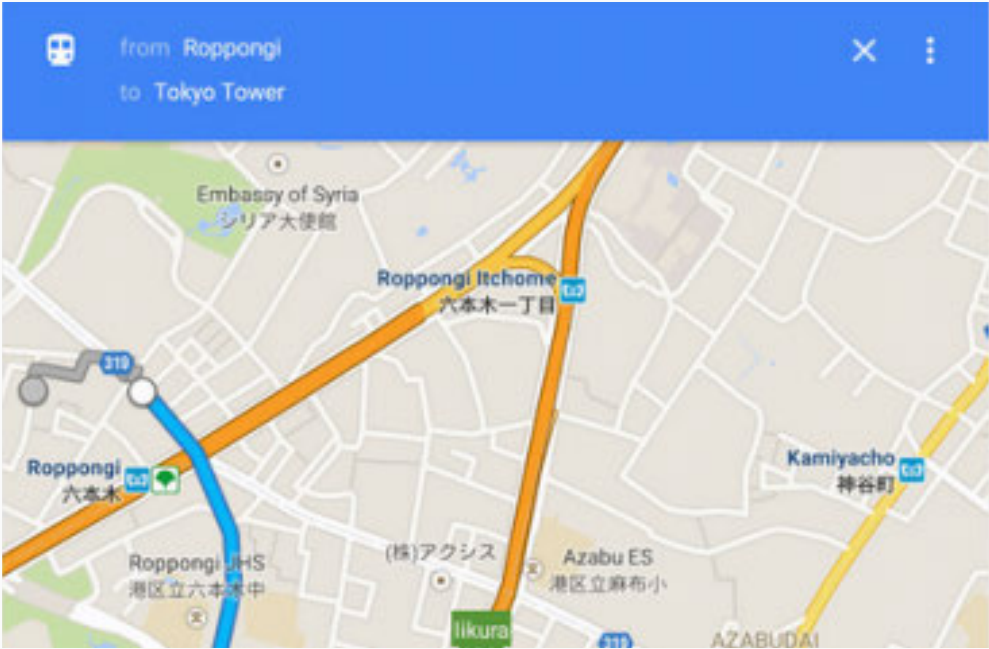 from Roppongi
to Tokyo Tower
Embassy of Syria
シリア大使館
Roppongi Itchome
六本木一丁目
319
Roppongi
六本木
Kamiyacho
神谷町
Roppongi JHS
港区立六本木中
(株)アクシス
Azabu ES
港区立麻布小
Iikura
319
AZABUDAI